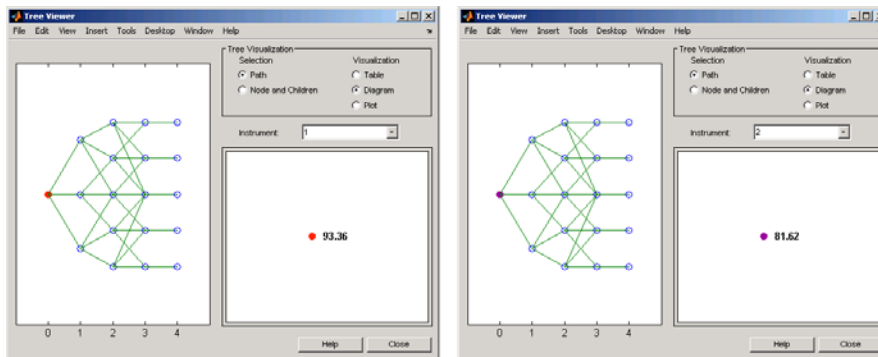 Tree Viewer
File Edit View Insert Tools Desktop Window Help
Tree Visualization
Selection Visualization
Path Table
Node and Children Diagram
Plot
Instrument: 1
93.36
0 1 2 3 4
Help Close
Tree Viewer
File Edit View Insert Tools Desktop Window Help
Tree Visualization
Selection Visualization
Path Table
Node and Children Diagram
Plot
Instrument: 2
81.62
0 1 2 3 4
Help Close